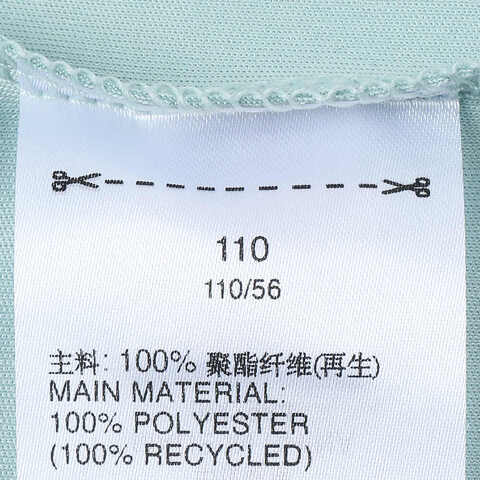 110
110/56
主料: 100% 聚酯纤维(再生)
MAIN MATERIAL:
100% POLYESTER
(100% RECYCLED)